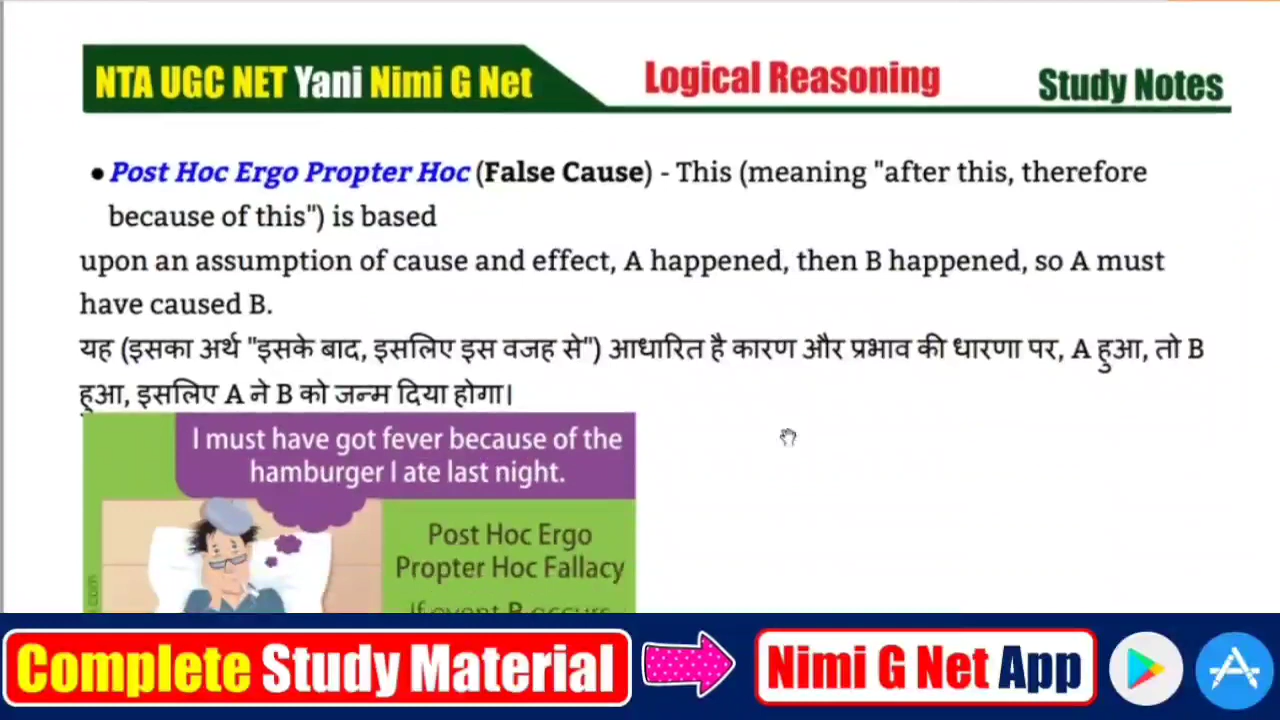 NTA UGC NET Yani Nimi G Net
Logical Reasoning
Study Notes
• Post Hoc Ergo Propter Hoc (False Cause) - This (meaning "after this, therefore
because of this") is based
upon an assumption of cause and effect, A happened, then B happened, so A must
have caused B.
यह (इसका अर्थ "इसके बाद, इसलिए इस वजह से") आधारित है कारण और प्रभाव की धारणा पर, A हुआ, तो B
हुआ, इसलिए A ने B को जन्म दिया होगा।
I must have got fever because of the
hamburger I ate last night.
Post Hoc Ergo
Propter Hoc Fallacy
If event B occurs
Complete Study Material
Nimi G Net App